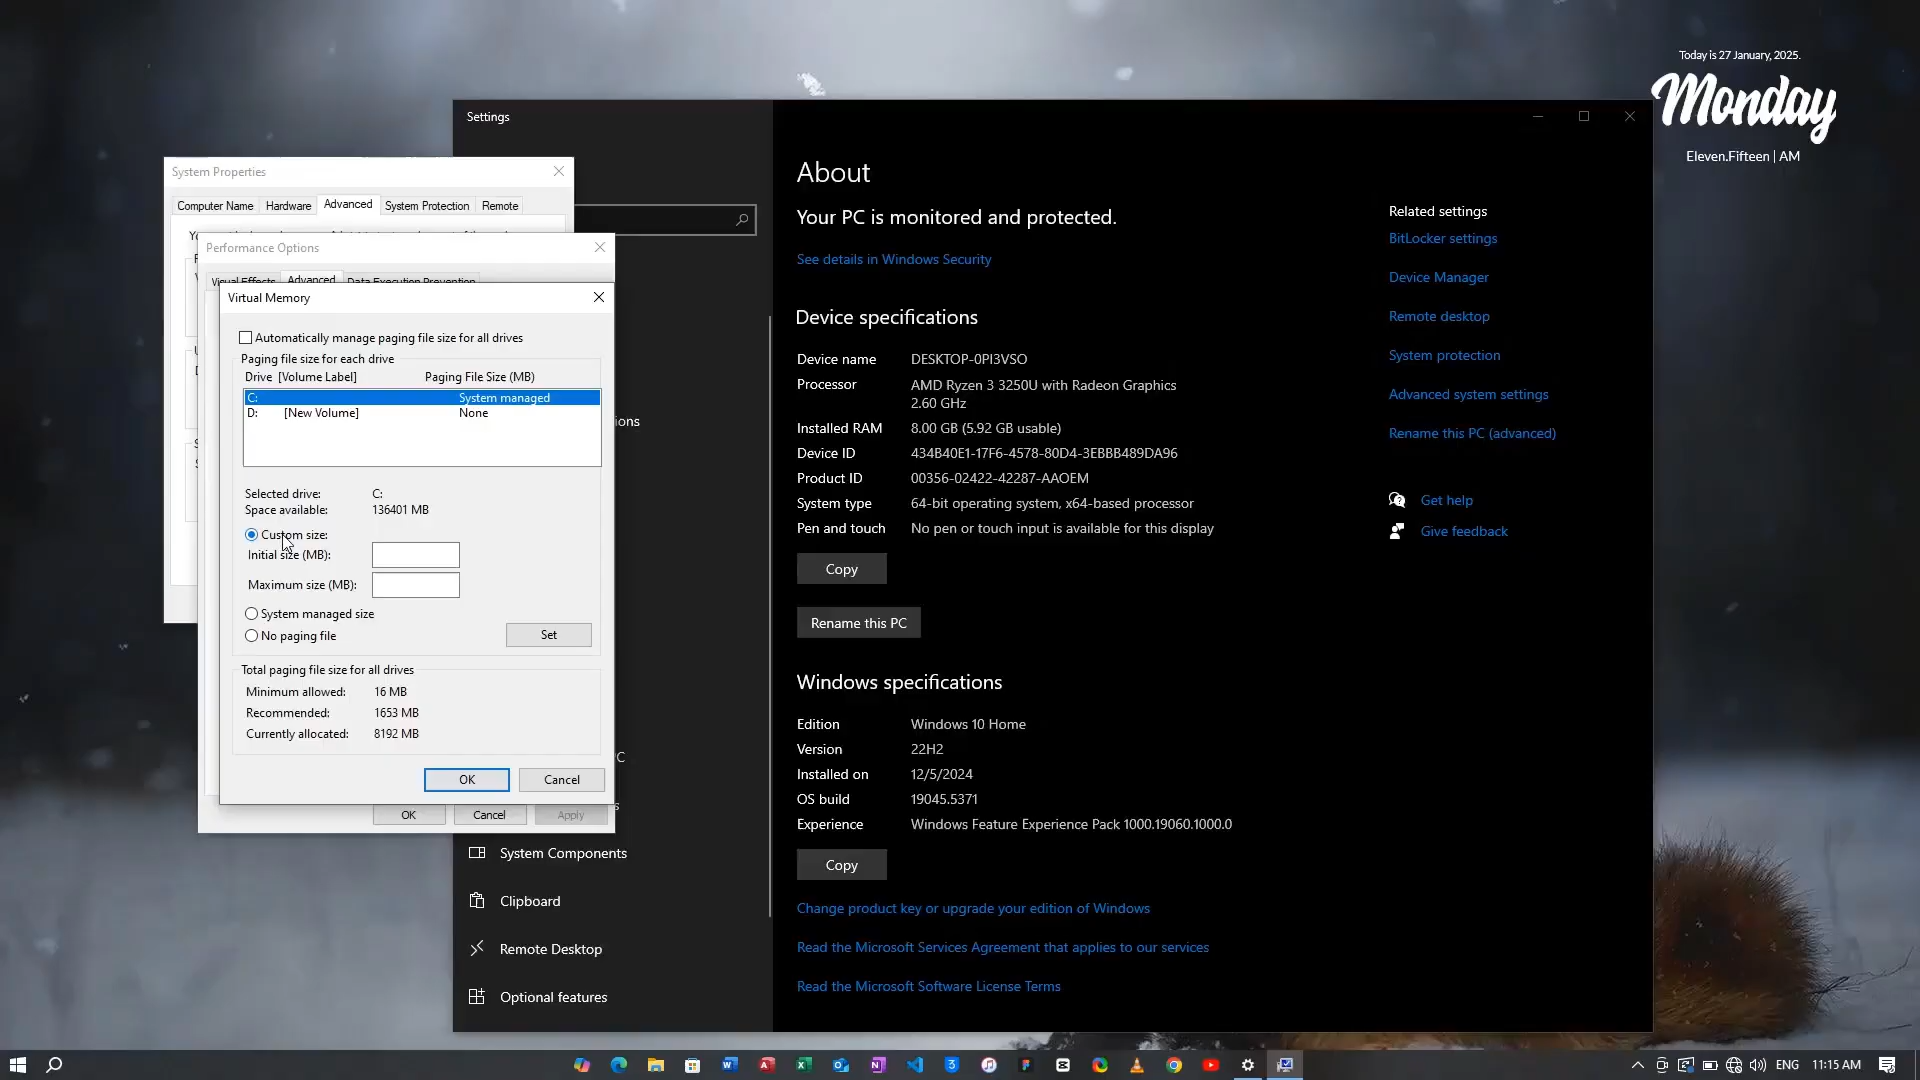 Today is 27 January, 2025.
Monday
Eleven.Fifteen | AM
Settings
System Properties
Computer Name
Hardware
Advanced
System Protection
Remote
Performance Options
Visual Effects
Advanced
Data Execution Prevention
Virtual Memory
Automatically manage paging file size for all drives
Paging file size for each drive
Drive [Volume Label] Paging File Size (MB)
C: System managed
D: [New Volume] None
Selected drive: C:
Space available: 136401 MB
Custom size:
Initial size (MB):
Maximum size (MB):
System managed size
No paging file
Set
Total paging file size for all drives
Minimum allowed: 16 MB
Recommended: 1653 MB
Currently allocated: 8192 MB
OK
Cancel
OK
Cancel
Apply
System Components
Clipboard
Remote Desktop
Optional features
About
Your PC is monitored and protected.
See details in Windows Security
Device specifications
Device name DESKTOP-0PI3VSO
Processor AMD Ryzen 3 3250U with Radeon Graphics
2.60 GHz
Installed RAM 8.00 GB (5.92 GB usable)
Device ID 434B40E1-17F6-4578-80D4-3EBBB489DA96
Product ID 00356-02422-42287-AAOEM
System type 64-bit operating system, x64-based processor
Pen and touch No pen or touch input is available for this display
Copy
Rename this PC
Windows specifications
Edition Windows 10 Home
Version 22H2
Installed on 12/5/2024
OS build 19045.5371
Experience Windows Feature Experience Pack 1000.19060.1000.0
Copy
Change product key or upgrade your edition of Windows
Read the Microsoft Services Agreement that applies to our services
Read the Microsoft Software License Terms
Related settings
BitLocker settings
Device Manager
Remote desktop
System protection
Advanced system settings
Rename this PC (advanced)
Get help
Give feedback
ENG
11:15 AM